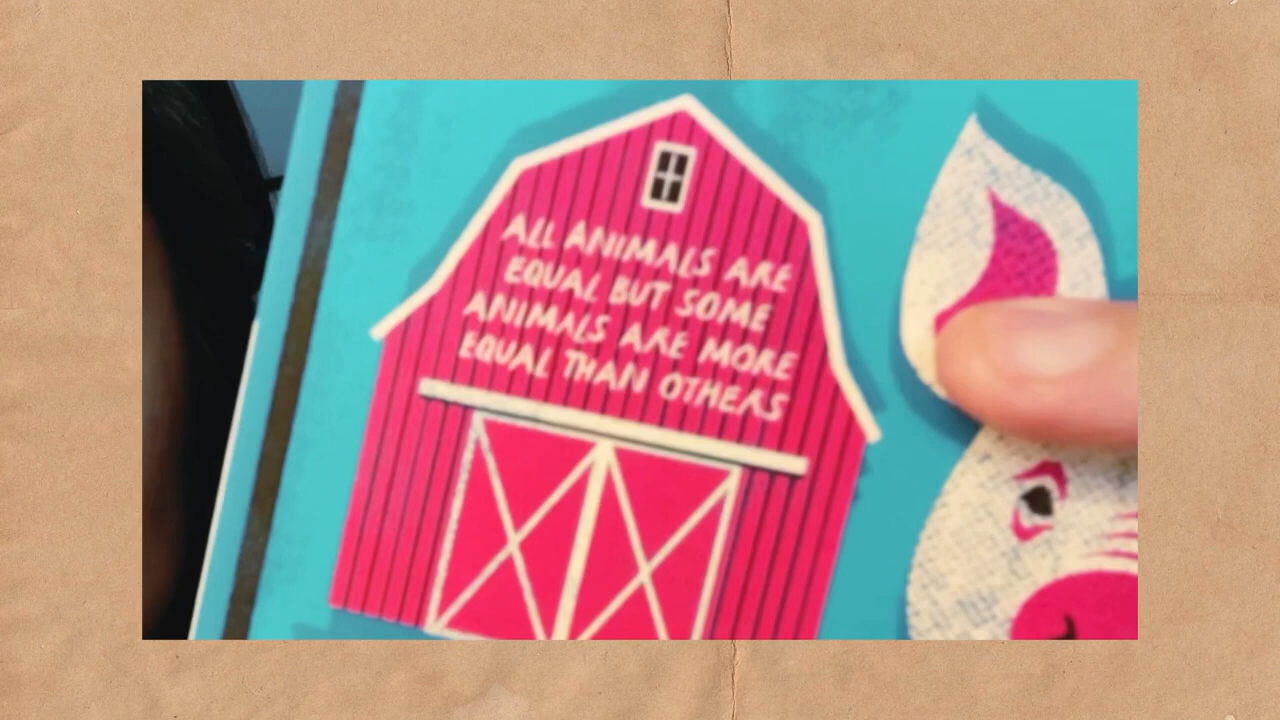 ALL ANIMALS ARE
EQUAL BUT SOME
ANIMALS ARE MORE
EQUAL THAN OTHERS